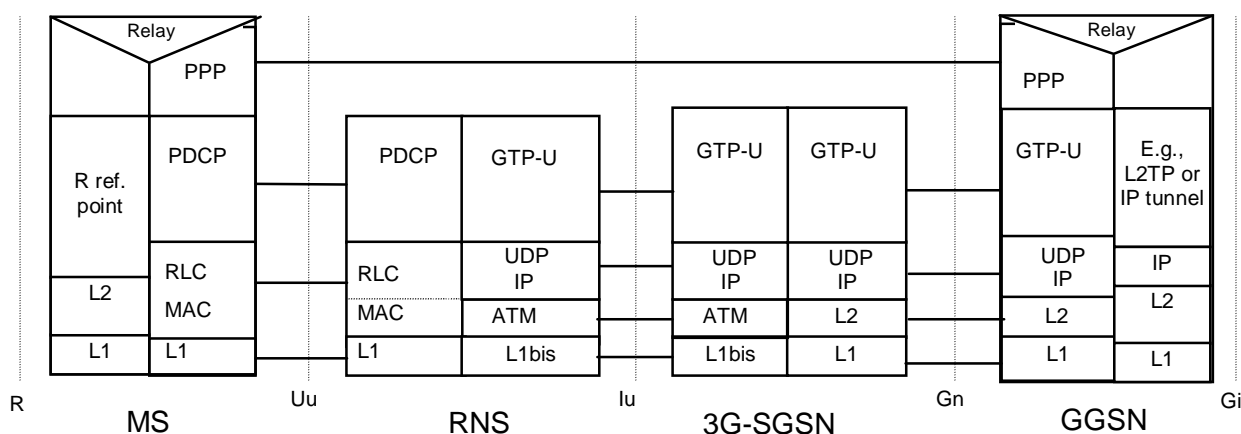 Relay
Relay
PPP
PPP
PDCP
PDCP
GTP-U
GTP-U
GTP-U
GTP-U
E.g.,
L2TP or
IP tunnel
R ref.
point
RLC
MAC
RLC
MAC
UDP
IP
UDP
IP
UDP
IP
UDP
IP
IP
L2
ATM
ATM
L2
L2
L2
L1
L1
L1
L1bis
L1bis
L1
L1
L1
R
Uu
Iu
Gn
Gi
MS
RNS
3G-SGSN
GGSN